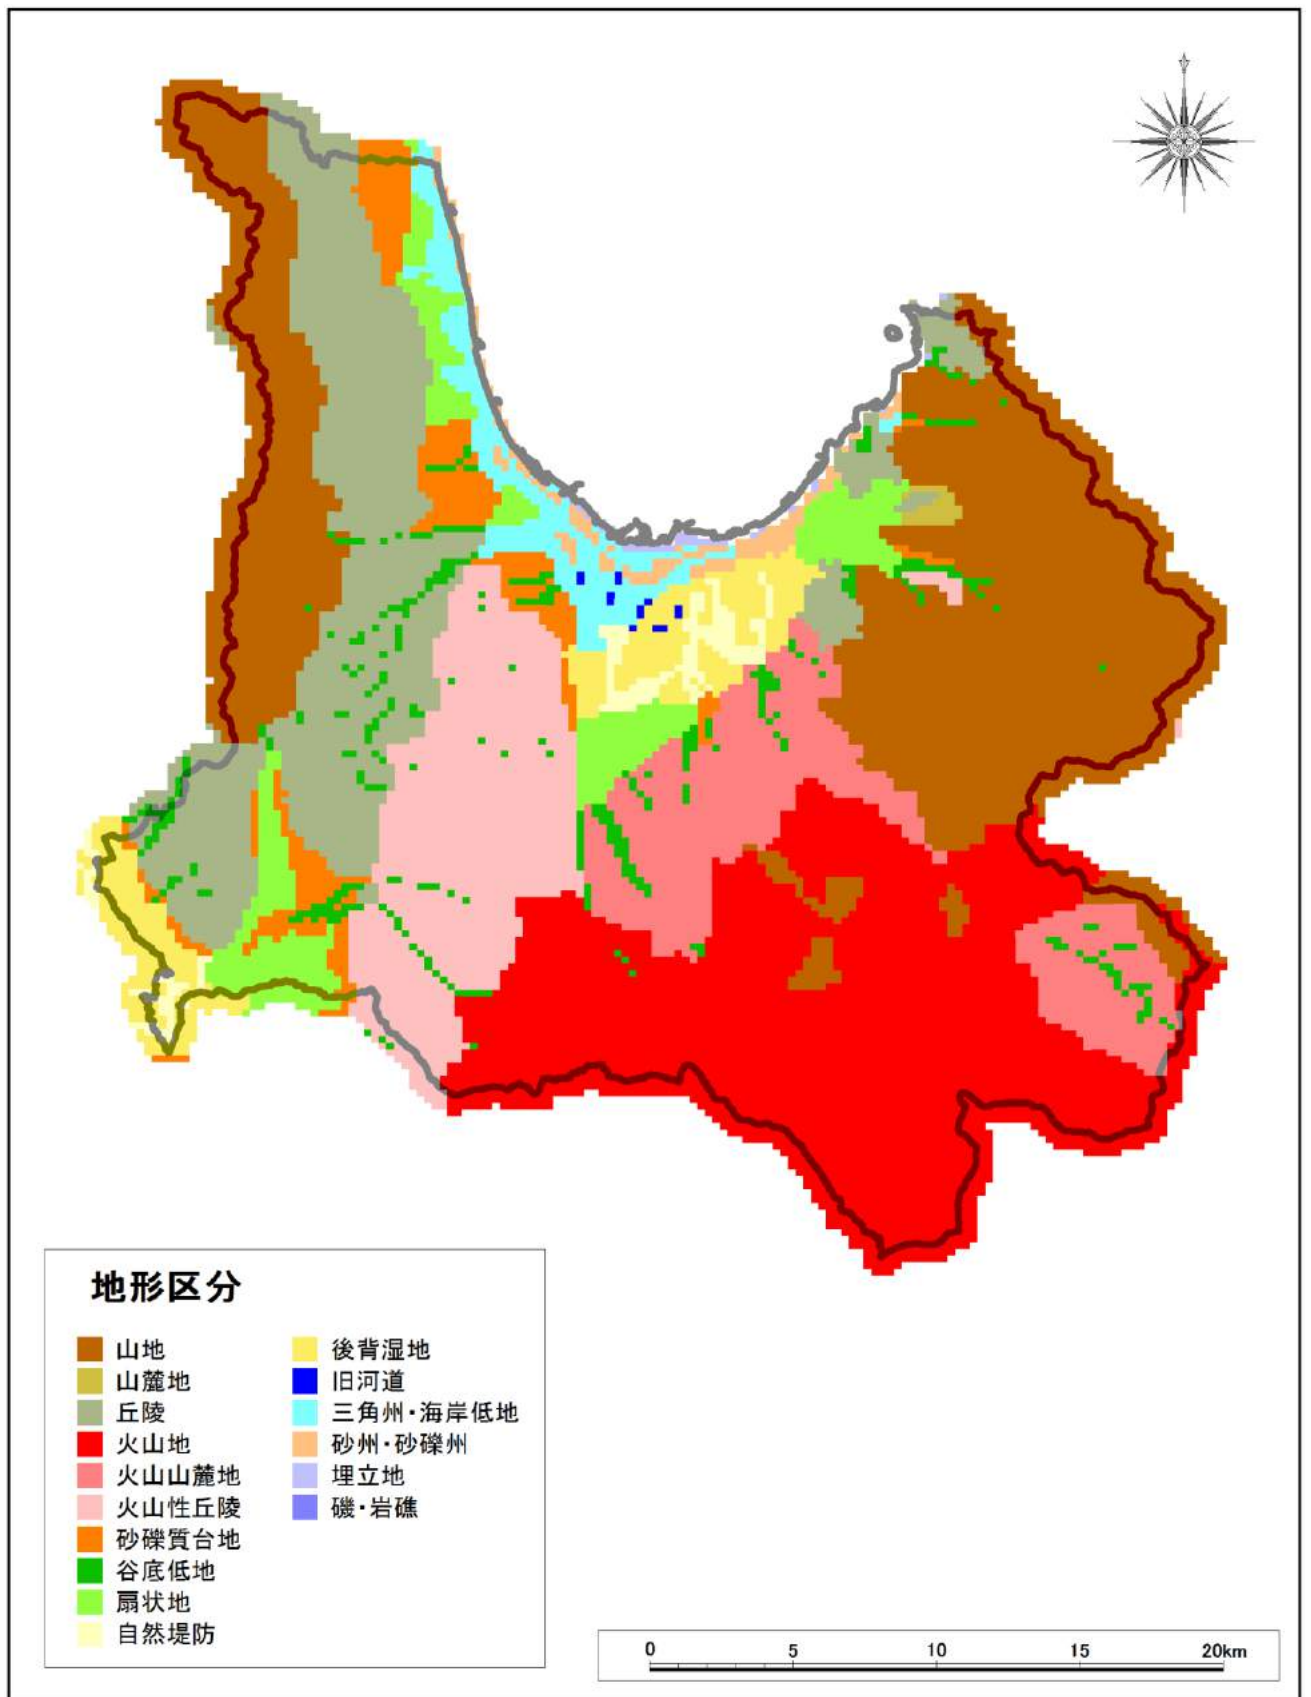 地形区分
山地
山麓地
丘陵
火山地
火山山麓地
火山性丘陵
砂礫質台地
谷底低地
扇状地
自然堤防
後背湿地
旧河道
三角州・海岸低地
砂州・砂礫州
埋立地
磯・岩礁
0 5 10 15 20km